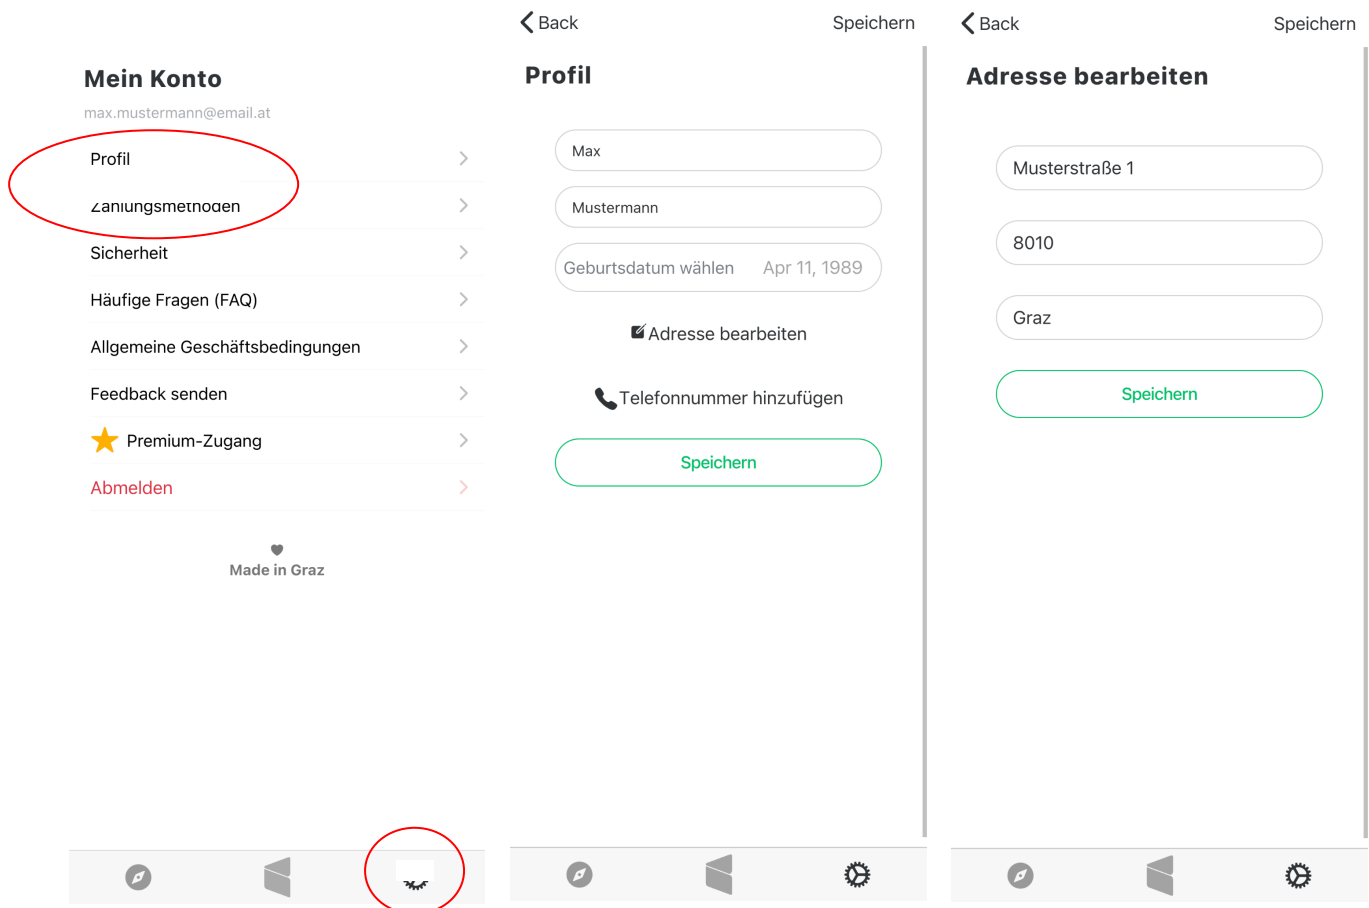 Mein Konto
max.mustermann@email.at
Profil
Zahlungsmethoden
Sicherheit
Häufige Fragen (FAQ)
Allgemeine Geschäftsbedingungen
Feedback senden
Premium-Zugang
Abmelden
Made in Graz
Back Speichern
Profil
Max
Mustermann
Geburtsdatum wählen Apr 11, 1989
Adresse bearbeiten
Telefonnummer hinzufügen
Speichern
Back Speichern
Adresse bearbeiten
Musterstraße 1
8010
Graz
Speichern